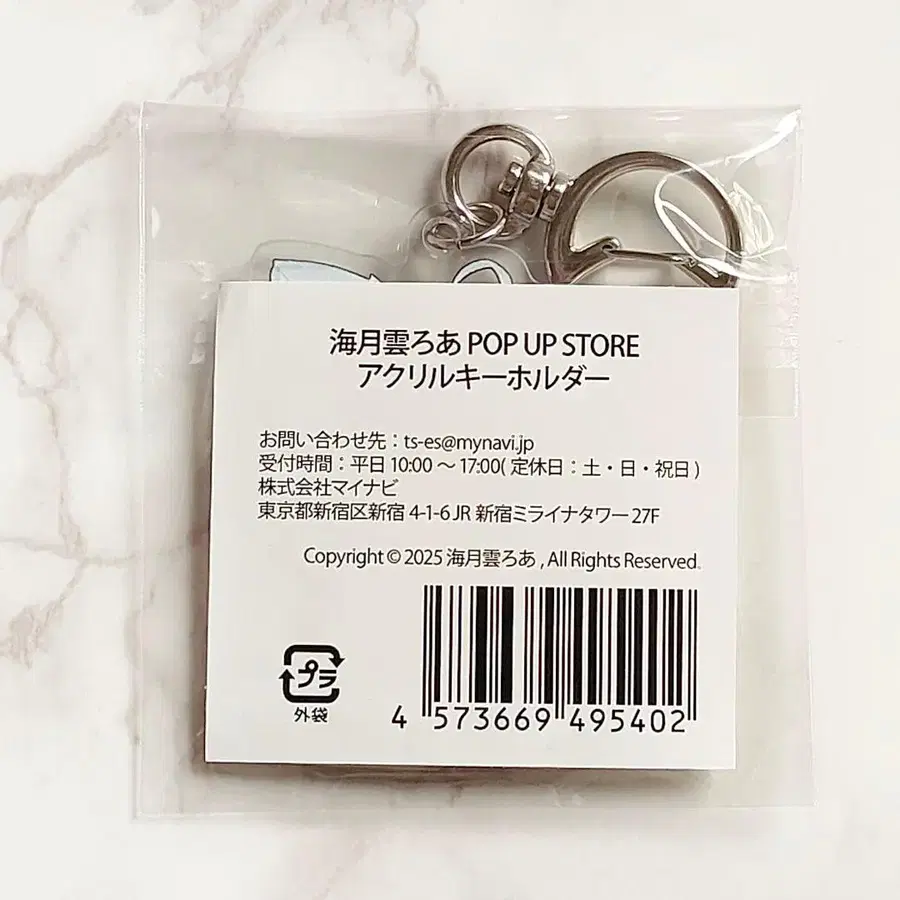 海月雲ろあ POP UP STORE
アクリルキーホルダー
お問い合わせ先：ts-es@mynavi.jp
受付時間：平日 10:00 ～ 17:00( 定休日：土・日・祝日 )
株式会社マイナビ
東京都新宿区新宿 4-1-6 JR 新宿ミライナタワー 27F
Copyright © 2025 海月雲ろあ , All Rights Reserved.
プラ
外袋
4 573669 495402